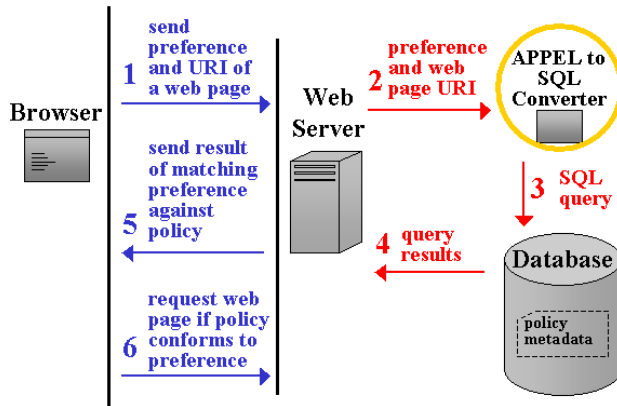 Browser
1
send
preference
and URI of
a web page
Web
Server
2
preference
and web
page URI
APPEL to
SQL
Converter
3
SQL
query
Database
policy
metadata
4
query
results
5
send result
of matching
preference
against
policy
6
request web
page if policy
conforms to
preference